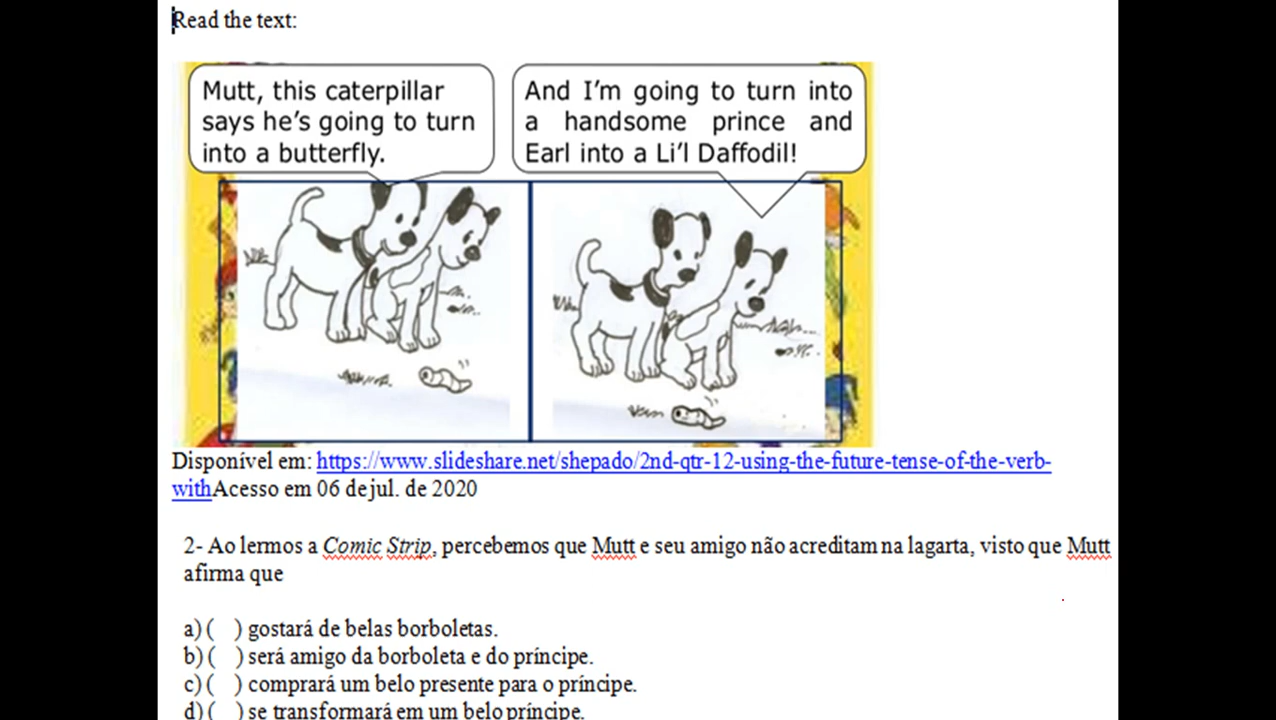 Read the text:
Mutt, this caterpillar
says he's going to turn
into a butterfly.
And I'm going to turn into
a handsome prince and
Earl into a Li'l Daffodil!
Disponível em: https://www.slideshare.net/shepado/2nd-qtr-12-using-the-future-tense-of-the-verb-
withAcesso em 06 de jul. de 2020
2- Ao lermos a Comic Strip, percebemos que Mutt e seu amigo não acreditam na lagarta, visto que Mutt
afirma que
a) (   ) gostará de belas borboletas.
b) (   ) será amigo da borboleta e do príncipe.
c) (   ) comprará um belo presente para o príncipe.
d) (   ) se transformará em um belo príncipe.